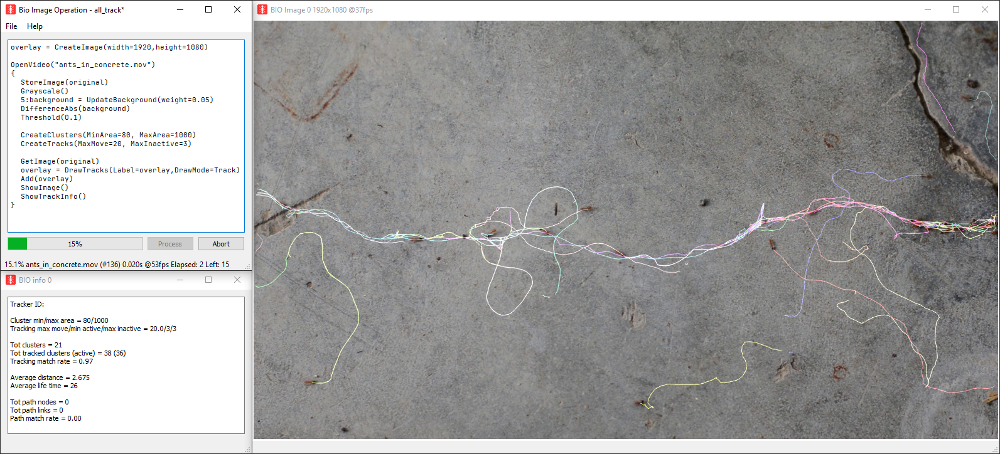 Bio Image Operation - all_track*
File Help
overlay = CreateImage(width=1920,height=1080)
OpenVideo("ants_in_concrete.mov")
{
StoreImage(original)
Grayscale()
5:background = UpdateBackground(weight=0.05)
DifferenceAbs(background)
Threshold(0.1)
CreateClusters(MinArea=80, MaxArea=1000)
CreateTracks(MaxMove=20, MaxInactive=3)
GetImage(original)
overlay = DrawTracks(Label=overlay,DrawMode=Track)
Add(overlay)
ShowImage()
ShowTrackInfo()
}
15% Process Abort
15.1% ants_in_concrete.mov (#136) 0.020s @53fps Elapsed: 2 Left: 15
BIO info 0
Tracker ID:
Cluster min/max area = 80/1000
Tracking max move/min active/max inactive = 20.0/3/3
Tot clusters = 21
Tot tracked clusters (active) = 38 (36)
Tracking match rate = 0.97
Average distance = 2.675
Average life time = 26
Tot path nodes = 0
Tot path links = 0
Path match rate = 0.00
BIO Image 0 1920x1080 @37fps